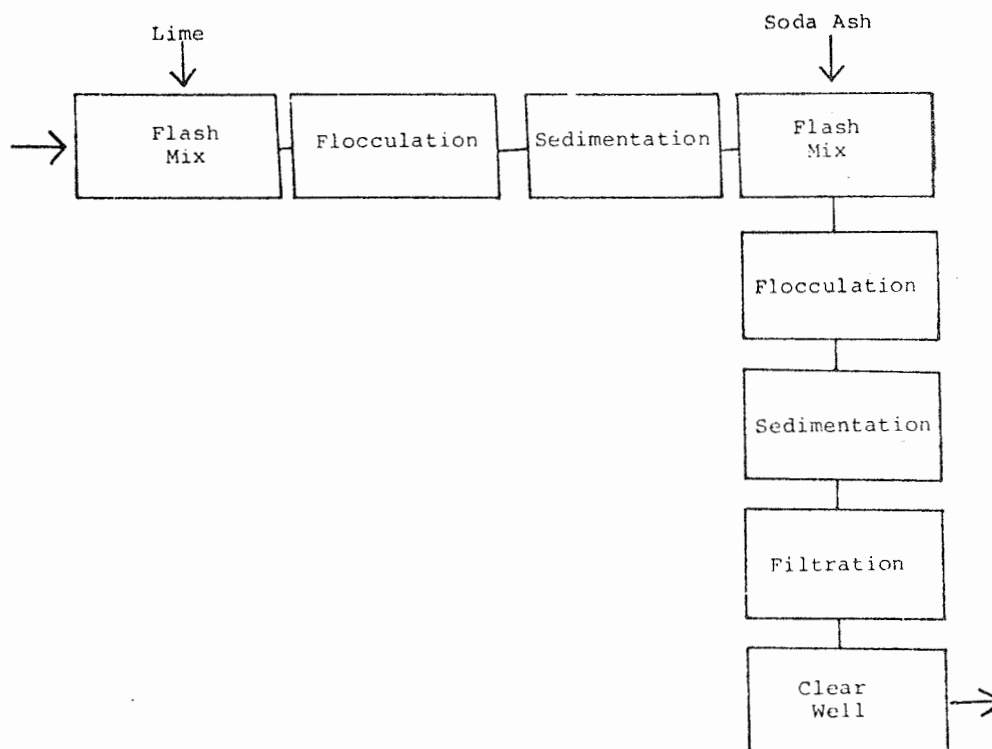 Lime
Soda Ash
Flash
Mix
Flocculation
Sedimentation
Flash
Mix
Flocculation
Sedimentation
Filtration
Clear
Well